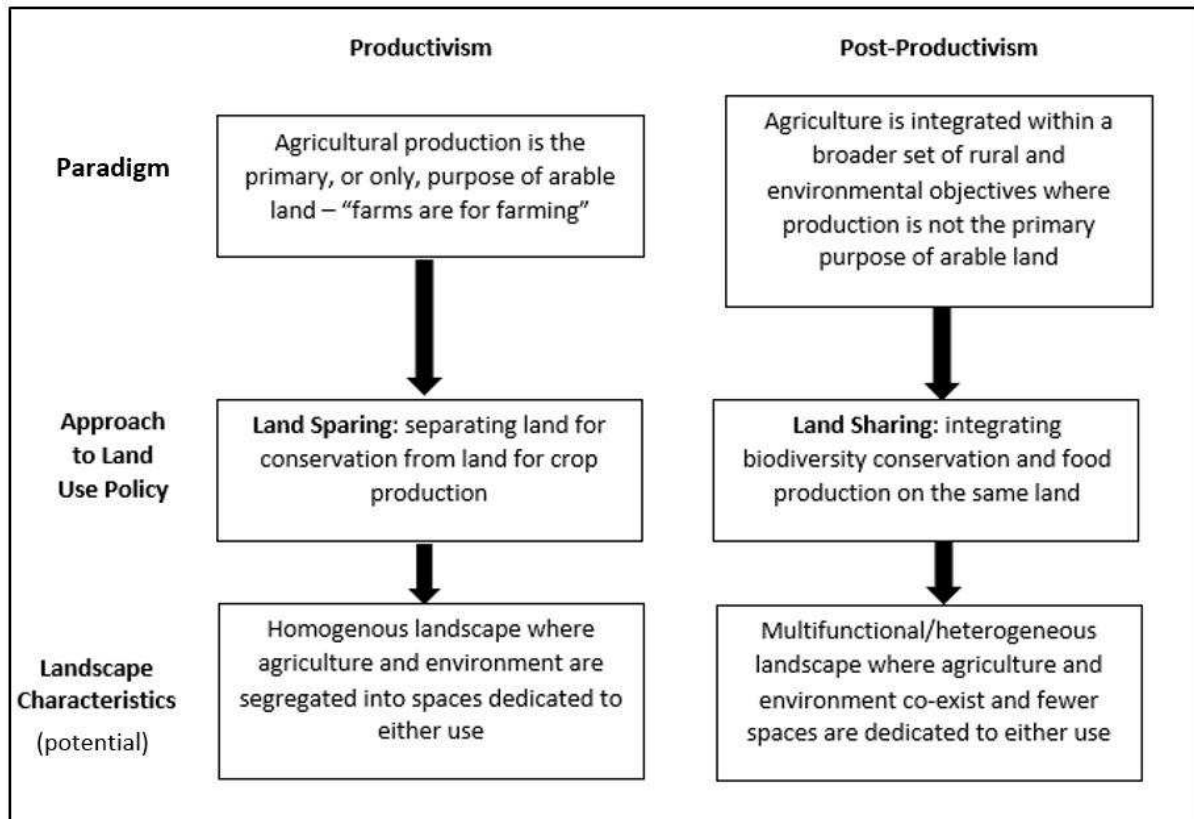 Productivism
Post-Productivism
Paradigm
Agricultural production is the
primary, or only, purpose of arable
land – “farms are for farming”
Agriculture is integrated within a
broader set of rural and
environmental objectives where
production is not the primary
purpose of arable land
Approach
to Land
Use Policy
Land Sparing: separating land for
conservation from land for crop
production
Land Sharing: integrating
biodiversity conservation and food
production on the same land
Landscape
Characteristics
(potential)
Homogenous landscape where
agriculture and environment are
segregated into spaces dedicated to
either use
Multifunctional/heterogeneous
landscape where agriculture and
environment co-exist and fewer
spaces are dedicated to either use